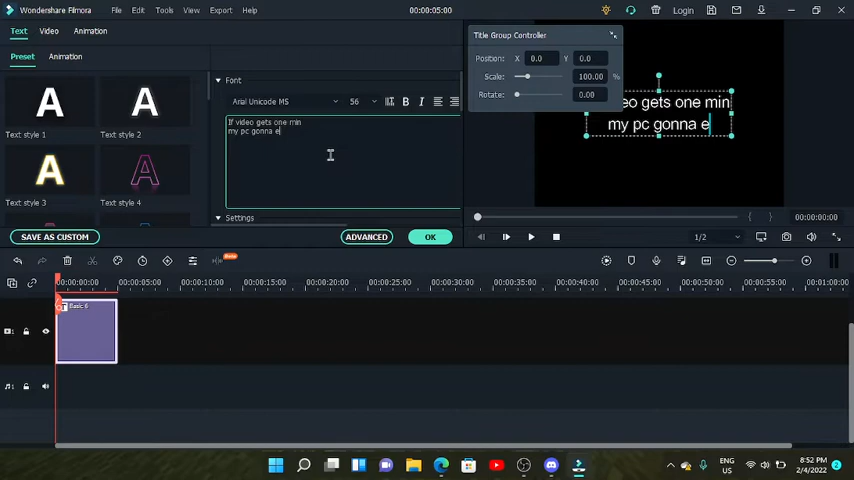 Wondershare Filmora
File
Edit
Tools
View
Export
Help
00:00:05:00
Login
Text
Video
Animation
Preset
Animation
Text style 1
Text style 2
Text style 3
Text style 4
SAVE AS CUSTOM
Font
Arial Unicode MS
56
B
I
If video gets one min
my pc gonna e
Settings
ADVANCED
OK
Title Group Controller
Position:
X
0.0
Y
0.0
Scale:
100.00
%
Rotate:
0.00
eo gets one min
my pc gonna e
00:00:00:00
1/2
Beta
00:00:00:00
00:00:05:00
00:00:10:00
00:00:15:00
00:00:20:00
00:00:25:00
00:00:30:00
00:00:35:00
00:00:40:00
00:00:45:00
00:00:50:00
00:00:55:00
00:01:00:0
Basic 6
1
1
ENG
US
8:52 PM
2/4/2022
2